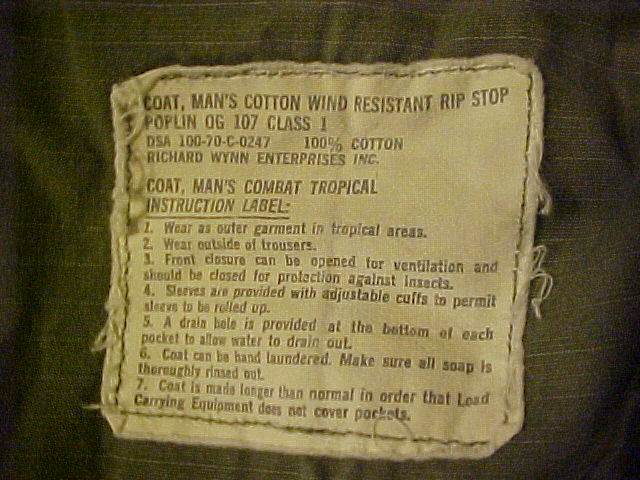 COAT, MAN'S COTTON WIND RESISTANT RIP STOP
POPLIN OG 107 CLASS 1
DSA 100-70-C-0247 100% COTTON
RICHARD WYNN ENTERPRISES INC.
COAT, MAN'S COMBAT TROPICAL
INSTRUCTION LABEL:
1. Wear as outer garment in tropical areas.
2. Wear outside of trousers.
3. Front closure can be opened for ventilation and
should be closed for protection against insects.
4. Sleeves are provided with adjustable cuffs to permit
sleeve to be rolled up.
5. A drain hole is provided at the bottom of each
pocket to allow water to drain out.
6. Coat can be hand laundered. Make sure all soap is
thoroughly rinsed out.
7. Coat is made longer than normal in order that Load
Carrying Equipment does not cover pockets.